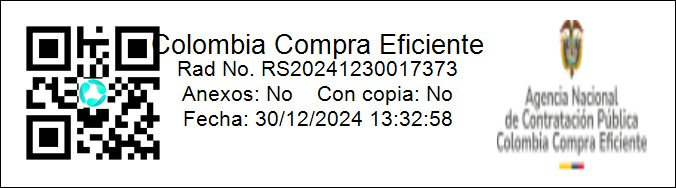 Colombia Compra Eficiente
Rad No. RS20241230017373
Anexos: No    Con copia: No
Fecha: 30/12/2024 13:32:58
Agencia Nacional
de Contratación Pública
Colombia Compra Eficiente